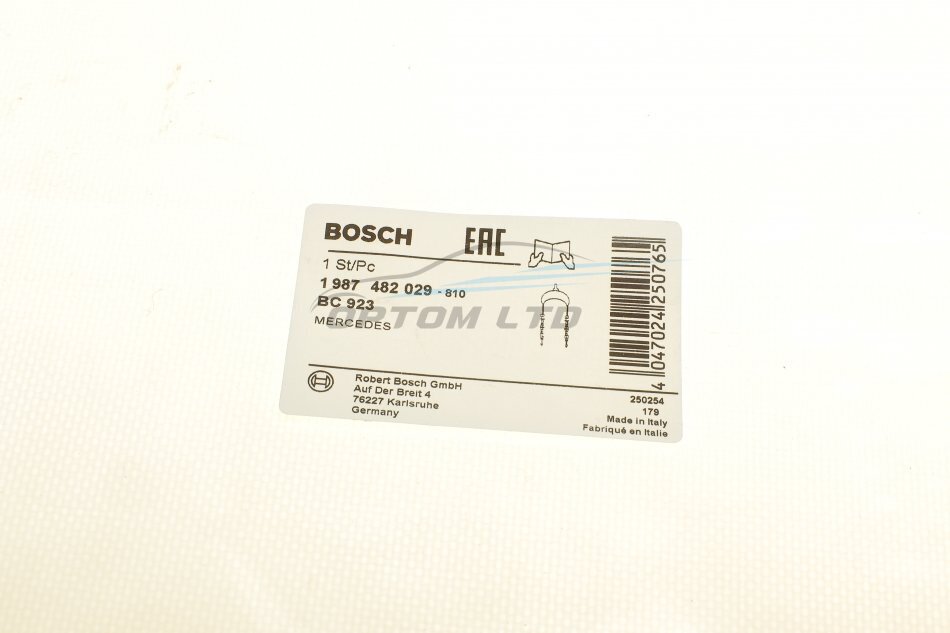 BOSCH
EAC
1 St/Pc
1 987 482 029 - 810
BC 923
MERCEDES
OPTOM LTD
4 047024 250765
Robert Bosch GmbH
Auf Der Breit 4
76227 Karlsruhe
Germany
250254
179
Made in Italy
Fabriqué en Italie